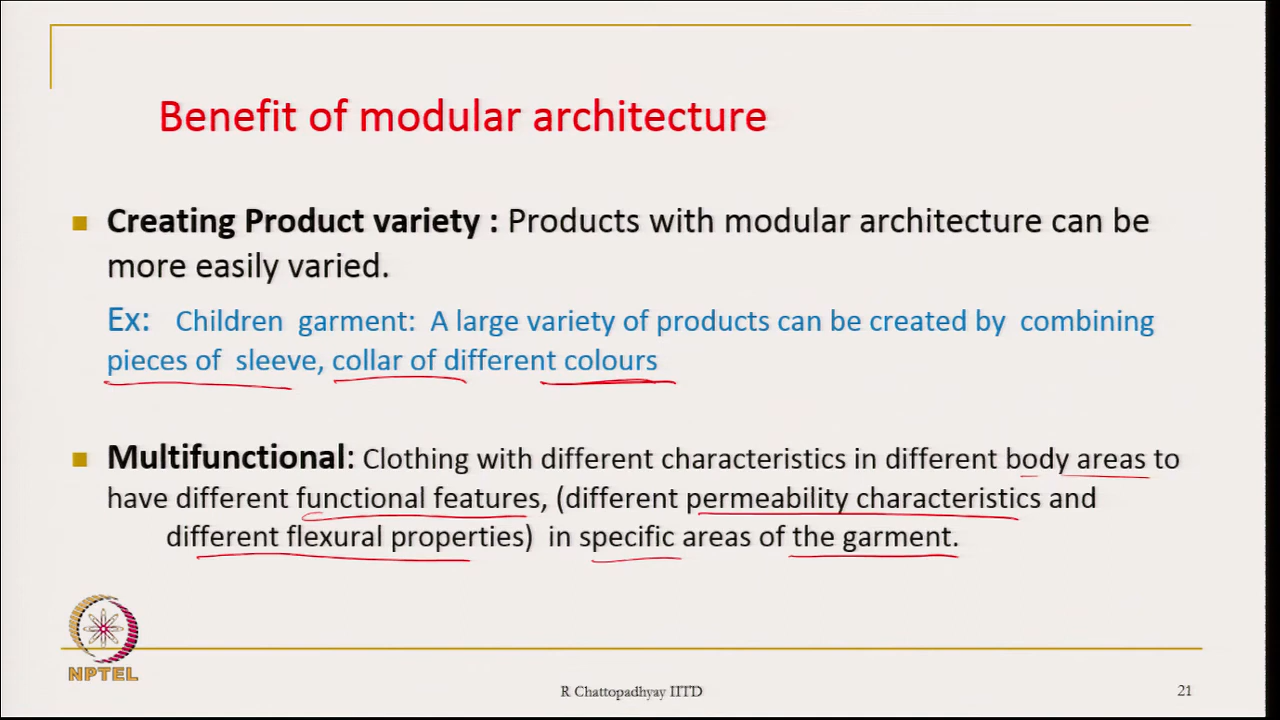 Benefit of modular architecture
Creating Product variety : Products with modular architecture can be
more easily varied.
Ex: Children garment: A large variety of products can be created by combining
pieces of sleeve, collar of different colours
Multifunctional: Clothing with different characteristics in different body areas to
have different functional features, (different permeability characteristics and
different flexural properties) in specific areas of the garment.
NPTEL
R Chattopadhyay IITD
21